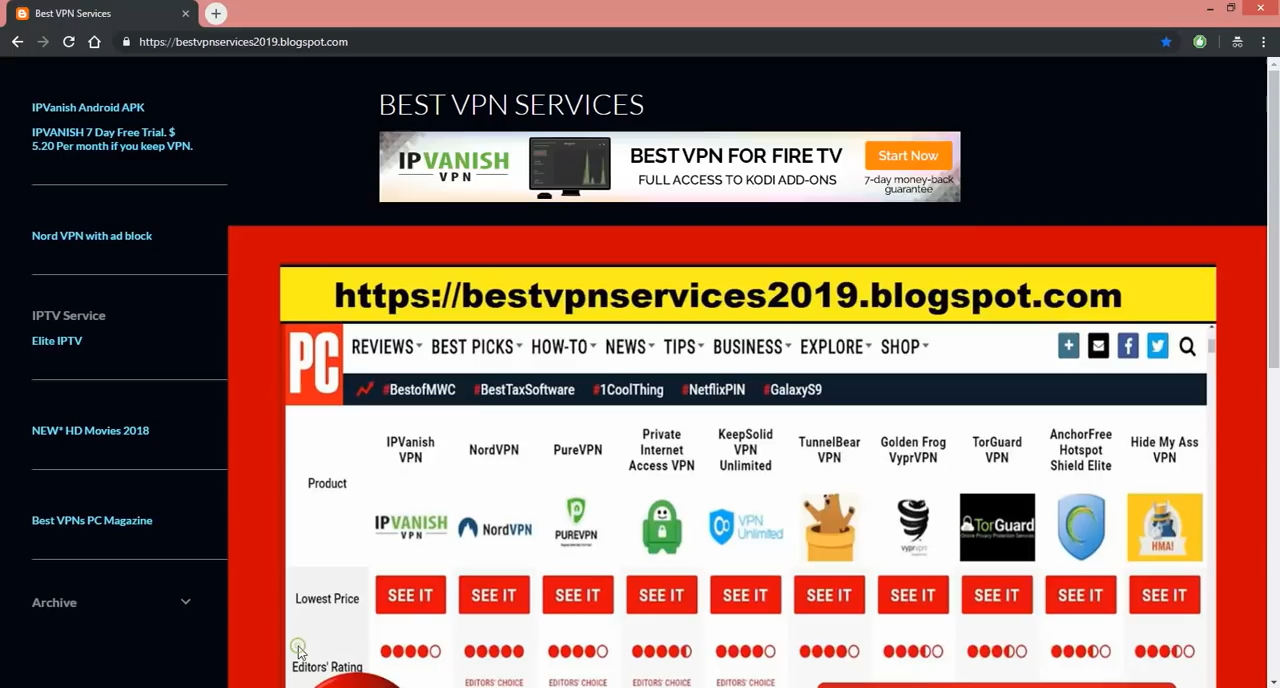 Best VPN Services
https://bestvpnservices2019.blogspot.com
IPVanish Android APK
IPVANISH 7 Day Free Trial. $
5.20 Per month if you keep VPN.
Nord VPN with ad block
IPTV Service
Elite IPTV
NEW* HD Movies 2018
Best VPNs PC Magazine
Archive
BEST VPN SERVICES
IPVANISH
VPN
BEST VPN FOR FIRE TV
FULL ACCESS TO KODI ADD-ONS
Start Now
7-day money-back
guarantee
https://bestvpnservices2019.blogspot.com
PC
REVIEWS BEST PICKS HOW-TO NEWS TIPS BUSINESS EXPLORE SHOP
#BestofMWC #BestTaxSoftware #1CoolThing #NetflixPIN #GalaxyS9
Product
IPVanish
VPN
NordVPN
PureVPN
Private
Internet
Access VPN
KeepSolid
VPN
Unlimited
TunnelBear
VPN
Golden Frog
VyprVPN
TorGuard
VPN
AnchorFree
Hotspot
Shield Elite
Hide My Ass
VPN
IPVANISH
VPN
NordVPN
PUREVPN
VPN
Unlimited
vyprvpn
TorGuard
HMA!
Lowest Price
SEE IT SEE IT SEE IT SEE IT SEE IT SEE IT SEE IT SEE IT SEE IT SEE IT
Editors' Rating
EDITORS' CHOICE EDITORS' CHOICE EDITORS' CHOICE